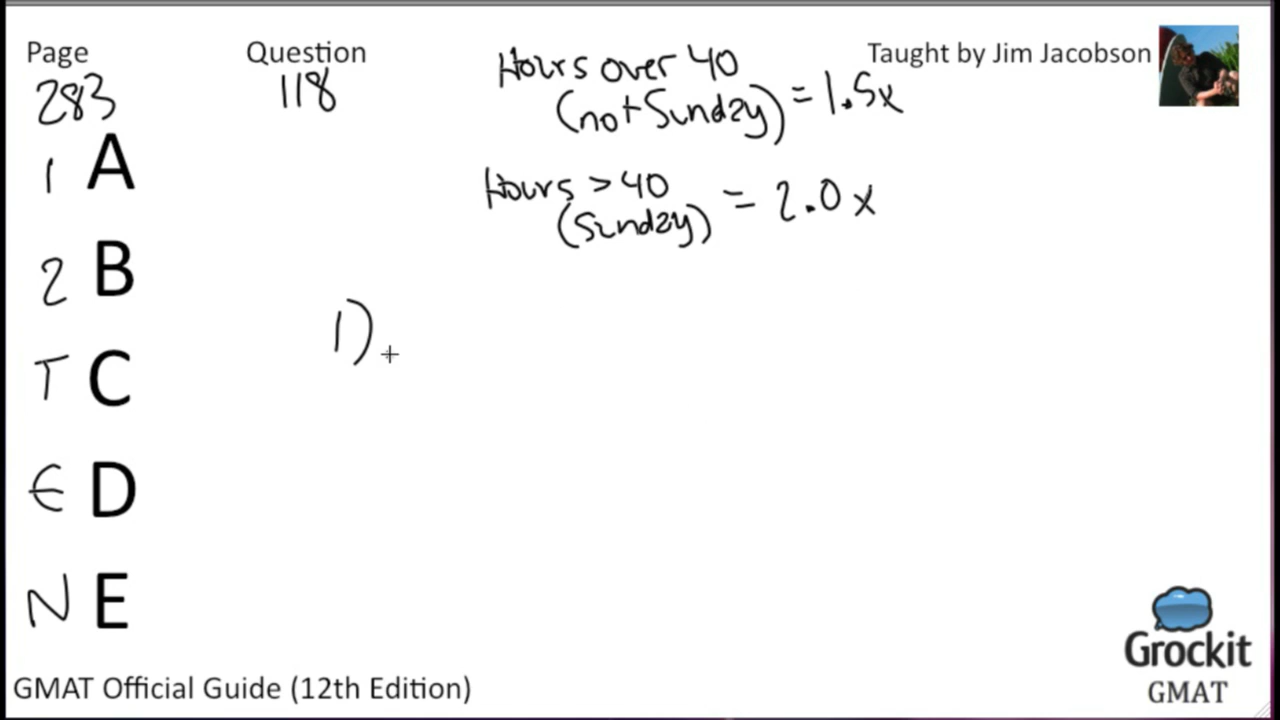 Page
Question
Taught by Jim Jacobson
283
118
Hours over 40
(not Sunday) = 1.5x
Hours > 40
(Sunday) = 2.0x
1 A
2 B
T C
E D
N E
1)
GMAT Official Guide (12th Edition)
Grockit
GMAT